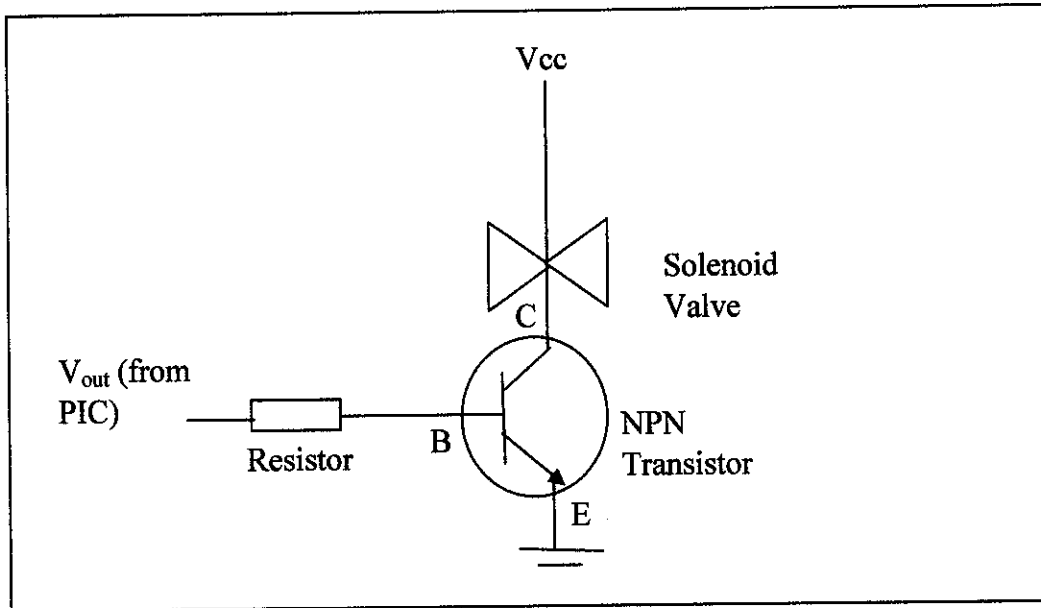 Vcc
Solenoid
Valve
C
Vout (from
PIC)
Resistor
B
NPN
Transistor
E